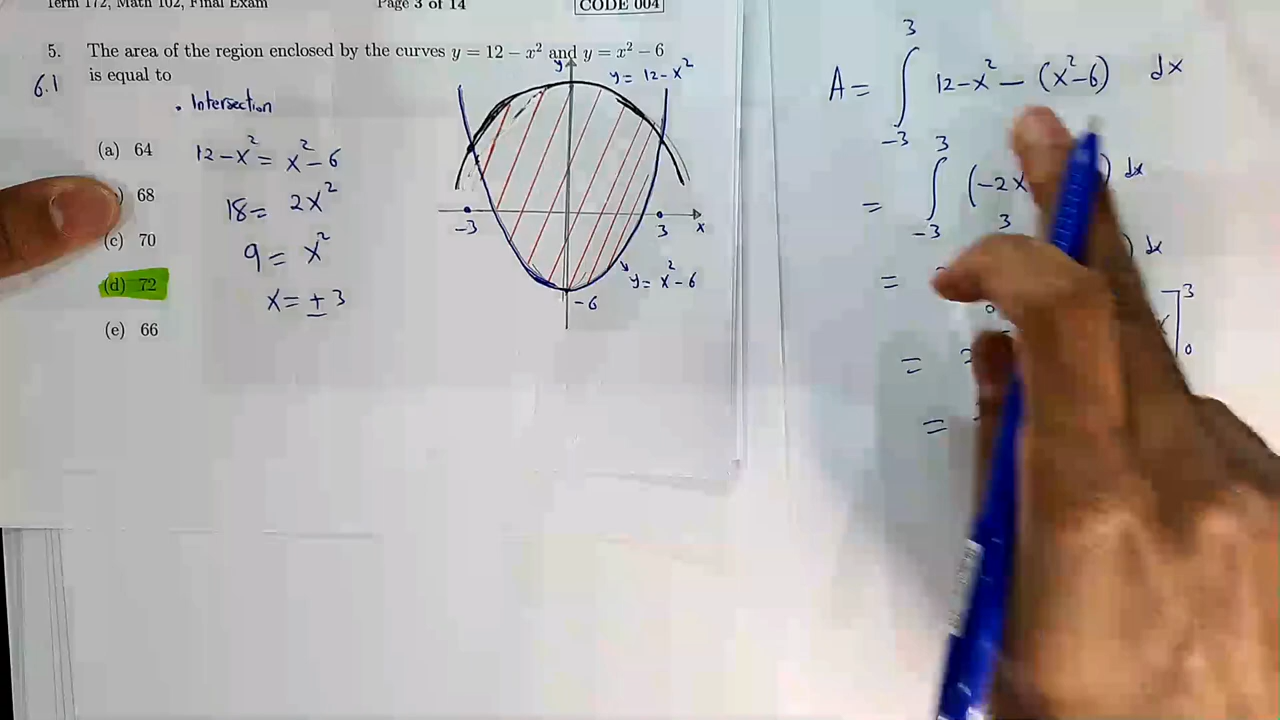 Term 172, Math 102, Final Exam Page 3 of 14 CODE 004
5. The area of the region enclosed by the curves y = 12 − x² and y = x² − 6
is equal to
6.1
• Intersection
(a) 64
12 − x² = x² − 6
68
18 = 2x²
(c) 70
9 = x²
(d) 72
x = ± 3
(e) 66
y
y = 12 − x²
−3
3
x
y = x² − 6
−6
A = ∫ 3 −3 12 − x² − (x² − 6) dx
= ∫ 3 −3 (−2x ) dx
= 3 0 ) dx
= 2 ] 3 0
=